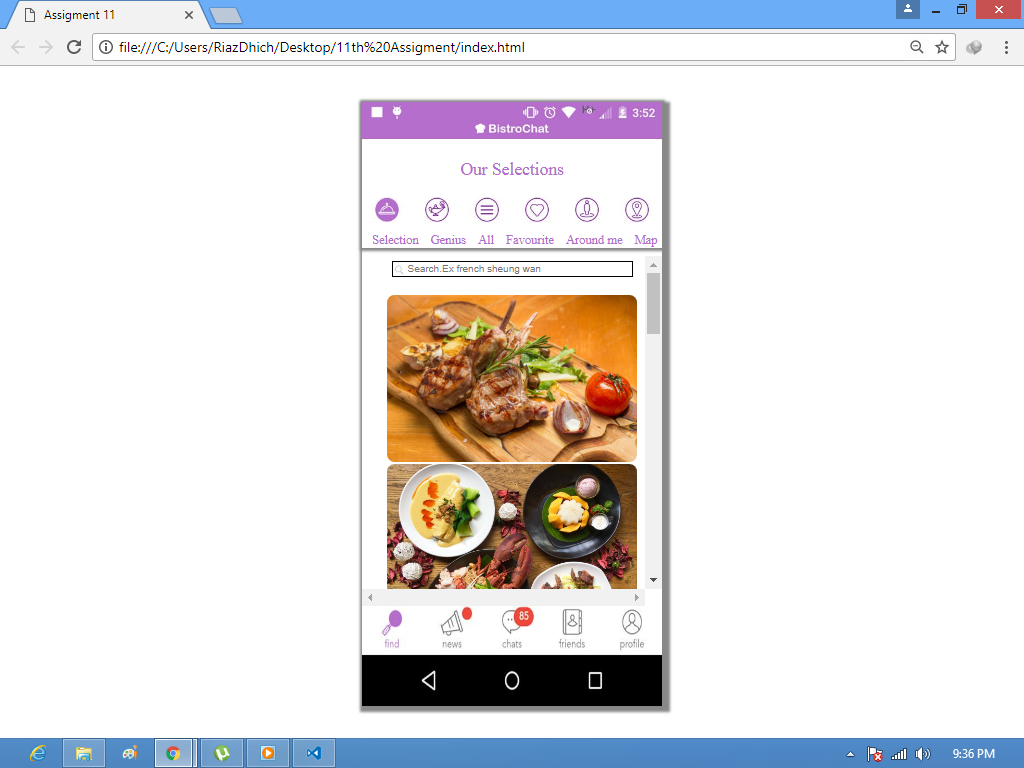 Assigment 11
file:///C:/Users/RiazDhich/Desktop/11th%20Assigment/index.html
3:52
BistroChat
Our Selections
Selection Genius All Favourite Around me Map
Search.Ex french sheung wan
85
find news chats friends profile
9:36 PM